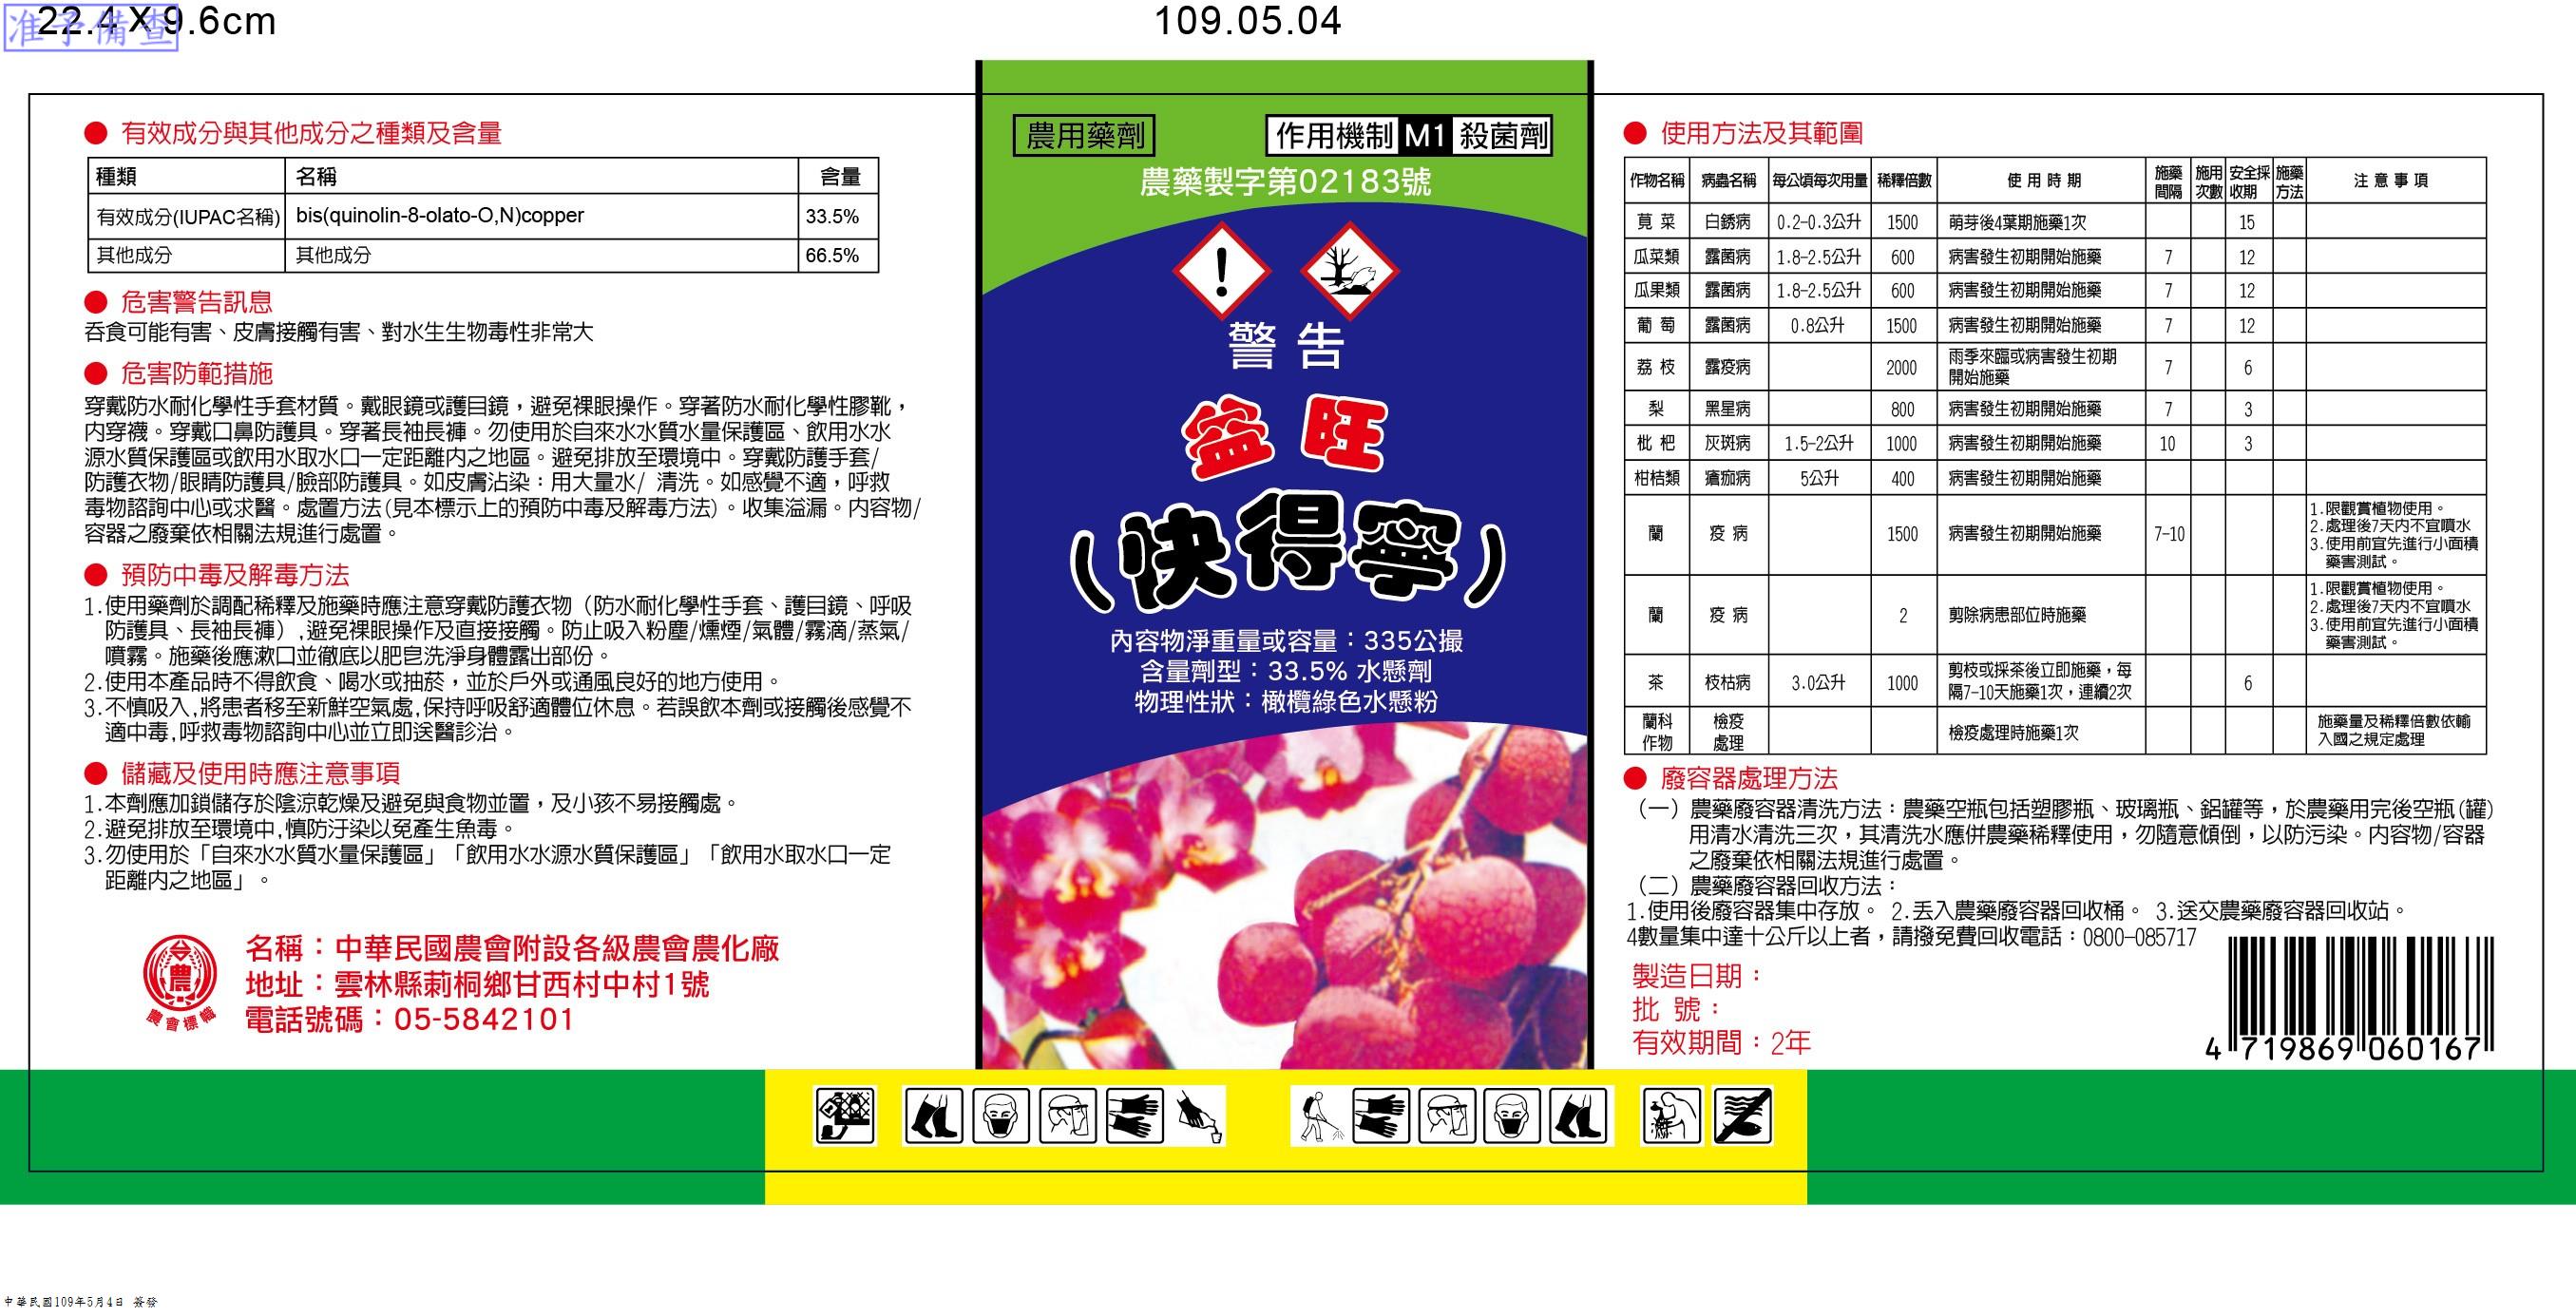 22.4 X 9.6cm
准予備查
109.05.04
● 有效成分與其他成分之種類及含量
種類 名稱 含量
有效成分(IUPAC名稱) bis(quinolin-8-olato-O,N)copper 33.5%
其他成分 其他成分 66.5%
● 危害警告訊息
吞食可能有害、皮膚接觸有害、對水生生物毒性非常大
● 危害防範措施
穿戴防水耐化學性手套材質。戴眼鏡或護目鏡，避免裸眼操作。穿著防水耐化學性膠靴，
內穿襪。穿戴口鼻防護具。穿著長袖長褲。勿使用於自來水水質水量保護區、飲用水水
源水質保護區或飲用水取水口一定距離內之地區。避免排放至環境中。穿戴防護手套/
防護衣物/眼睛防護具/臉部防護具。如皮膚沾染：用大量水/ 清洗。如感覺不適，呼救
毒物諮詢中心或求醫。處置方法(見本標示上的預防中毒及解毒方法)。收集溢漏。內容物/
容器之廢棄依相關法規進行處置。
● 預防中毒及解毒方法
1.使用藥劑於調配稀釋及施藥時應注意穿戴防護衣物（防水耐化學性手套、護目鏡、呼吸
防護具、長袖長褲）,避免裸眼操作及直接接觸。防止吸入粉塵/燻煙/氣體/霧滴/蒸氣/
噴霧。施藥後應漱口並徹底以肥皂洗淨身體露出部份。
2.使用本產品時不得飲食、喝水或抽菸，並於戶外或通風良好的地方使用。
3.不慎吸入,將患者移至新鮮空氣處,保持呼吸舒適體位休息。若誤飲本劑或接觸後感覺不
適中毒,呼救毒物諮詢中心並立即送醫診治。
● 儲藏及使用時應注意事項
1.本劑應加鎖儲存於陰涼乾燥及避免與食物並置，及小孩不易接觸處。
2.避免排放至環境中,慎防汙染以免產生魚毒。
3.勿使用於「自來水水質水量保護區」「飲用水水源水質保護區」「飲用水取水口一定
距離內之地區」。
農
農會標幟
名稱：中華民國農會附設各級農會農化廠
地址：雲林縣莿桐鄉甘西村中村1號
電話號碼：05-5842101
農用藥劑
作用機制 M1 殺菌劑
農藥製字第02183號
警告
益旺
（快得寧）
內容物淨重量或容量：335公撮
含量劑型：33.5% 水懸劑
物理性狀：橄欖綠色水懸粉
● 使用方法及其範圍
作物名稱 病蟲名稱 每公頃每次用量 稀釋倍數 使用時期 施藥間隔 施用次數 安全採收期 施藥方法 注意事項
莧菜 白銹病 0.2-0.3公升 1500 萌芽後4葉期施藥1次 15
瓜菜類 露菌病 1.8-2.5公升 600 病害發生初期開始施藥 7 12
瓜果類 露菌病 1.8-2.5公升 600 病害發生初期開始施藥 7 12
葡萄 露菌病 0.8公升 1500 病害發生初期開始施藥 7 12
荔枝 露疫病 2000 雨季來臨或病害發生初期
開始施藥 7 6
梨 黑星病 800 病害發生初期開始施藥 7 3
枇杷 灰斑病 1.5-2公升 1000 病害發生初期開始施藥 10 3
柑桔類 瘡痂病 5公升 400 病害發生初期開始施藥
蘭 疫病 1500 病害發生初期開始施藥 7-10 1.限觀賞植物使用。
2.處理後7天內不宜噴水
3.使用前宜先進行小面積
藥害測試。
蘭 疫病 2 剪除病患部位時施藥 1.限觀賞植物使用。
2.處理後7天內不宜噴水
3.使用前宜先進行小面積
藥害測試。
茶 枝枯病 3.0公升 1000 剪枝或採茶後立即施藥，每
隔7-10天施藥1次，連續2次 6
蘭科作物 檢疫處理 檢疫處理時施藥1次 施藥量及稀釋倍數依輸
入國之規定處理
● 廢容器處理方法
（一）農藥廢容器清洗方法：農藥空瓶包括塑膠瓶、玻璃瓶、鋁罐等，於農藥用完後空瓶(罐)
用清水清洗三次，其清洗水應併農藥稀釋使用，勿隨意傾倒，以防污染。內容物/容器
之廢棄依相關法規進行處置。
（二）農藥廢容器回收方法：
1.使用後廢容器集中存放。 2.丟入農藥廢容器回收桶。 3.送交農藥廢容器回收站。
4數量集中達十公斤以上者，請撥免費回收電話：0800-085717
製造日期：
批 號：
有效期間：2年
4 719869 060167
中華民國109年5月4日 簽發